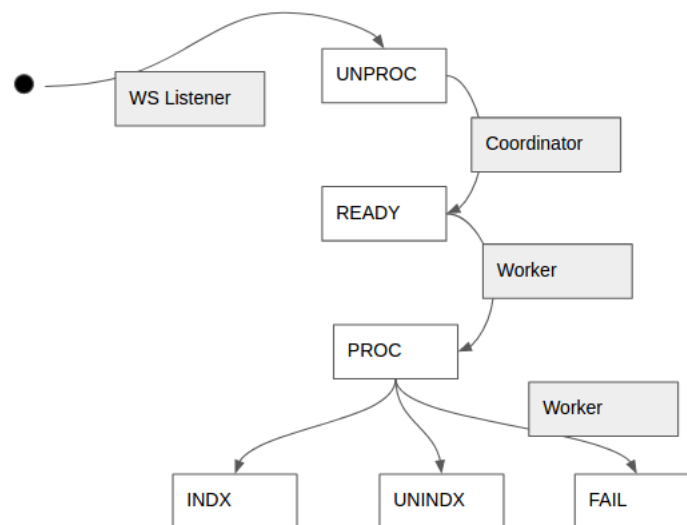 UNPROC
WS Listener
Coordinator
READY
Worker
PROC
Worker
INDX
UNINDX
FAIL